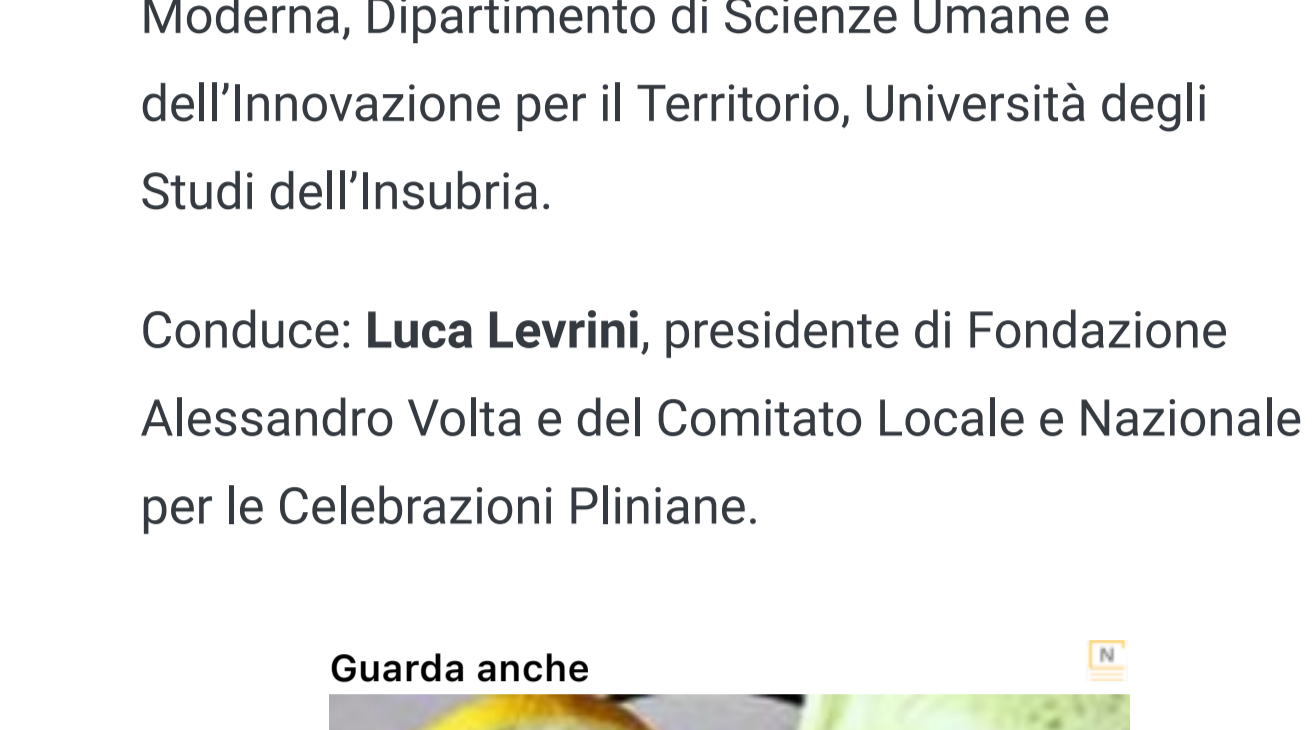 Moderna, Dipartimento di Scienze Umane e
dell’Innovazione per il Territorio, Università degli
Studi dell’Insubria.
Conduce: Luca Levrini, presidente di Fondazione
Alessandro Volta e del Comitato Locale e Nazionale
per le Celebrazioni Pliniane.
Guarda anche
N